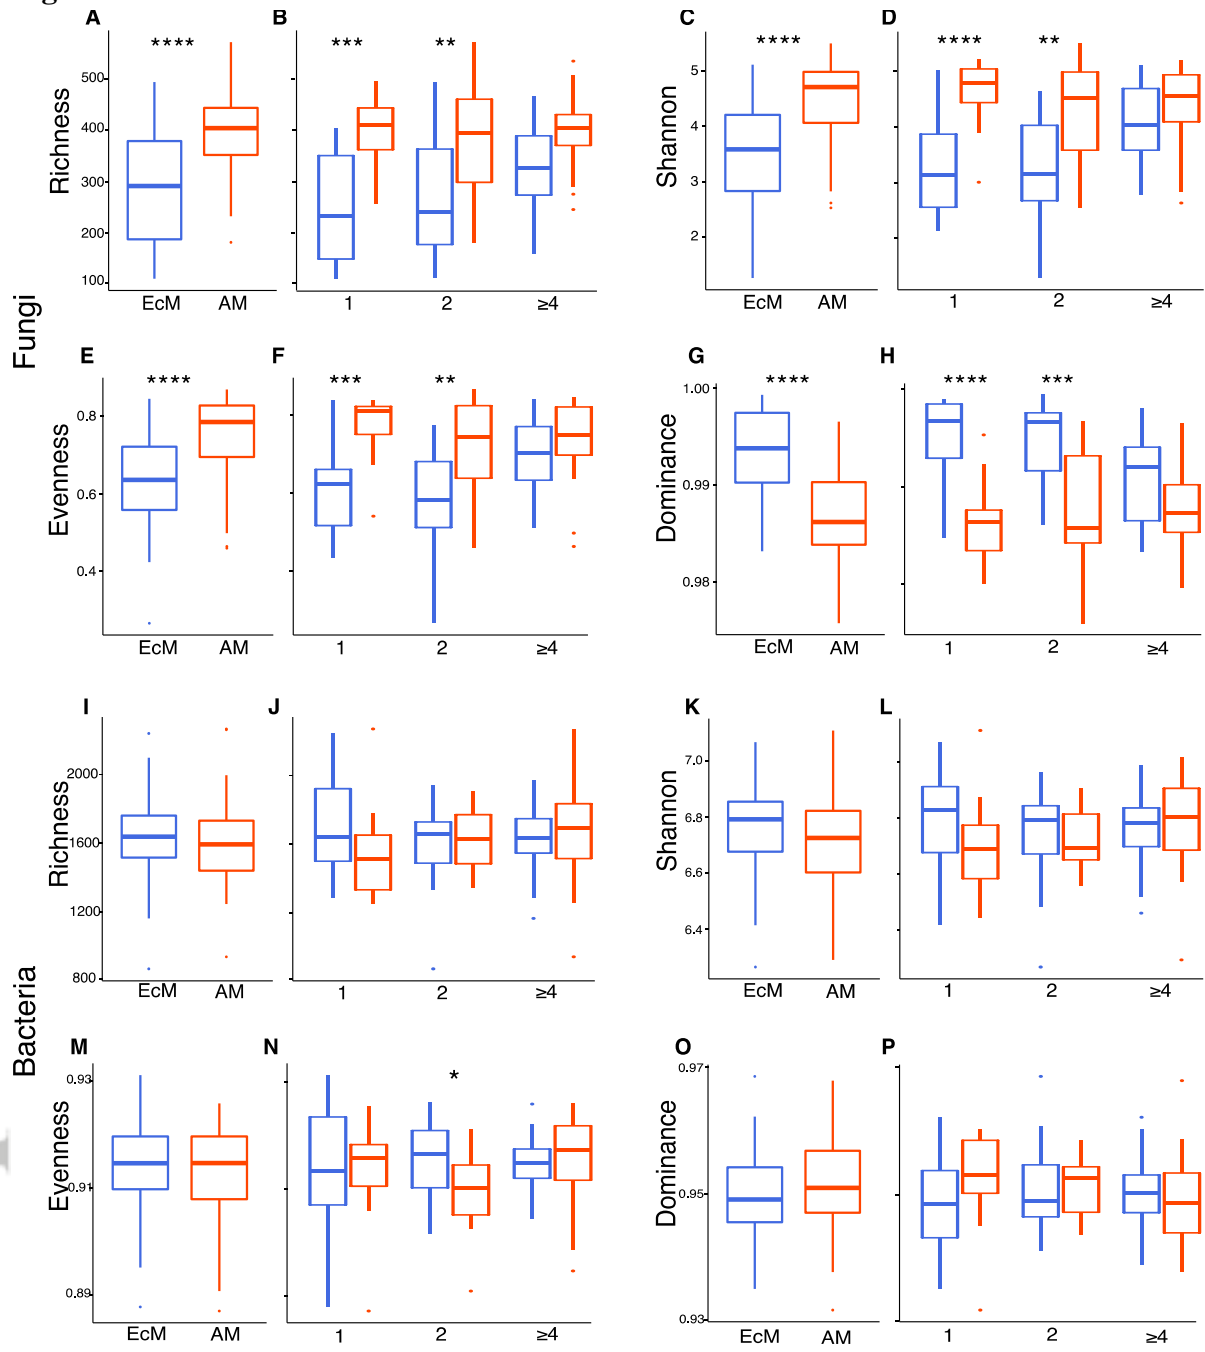 A B C D
**** *** ** **** **** **
Fungi
Richness
500
400
300
200
100
EcM AM 1 2 ≥4
Shannon
5
4
3
2
EcM AM 1 2 ≥4
E F G H
**** *** ** **** **** ***
Evenness
0.8
0.6
0.4
EcM AM 1 2 ≥4
Dominance
1.00
0.99
0.98
EcM AM 1 2 ≥4
I J K L
Bacteria
Richness
2000
1600
1200
800
EcM AM 1 2 ≥4
Shannon
7.0
6.8
6.6
6.4
EcM AM 1 2 ≥4
M N O P
*
Evenness
0.93
0.91
0.89
EcM AM 1 2 ≥4
Dominance
0.97
0.95
0.93
EcM AM 1 2 ≥4